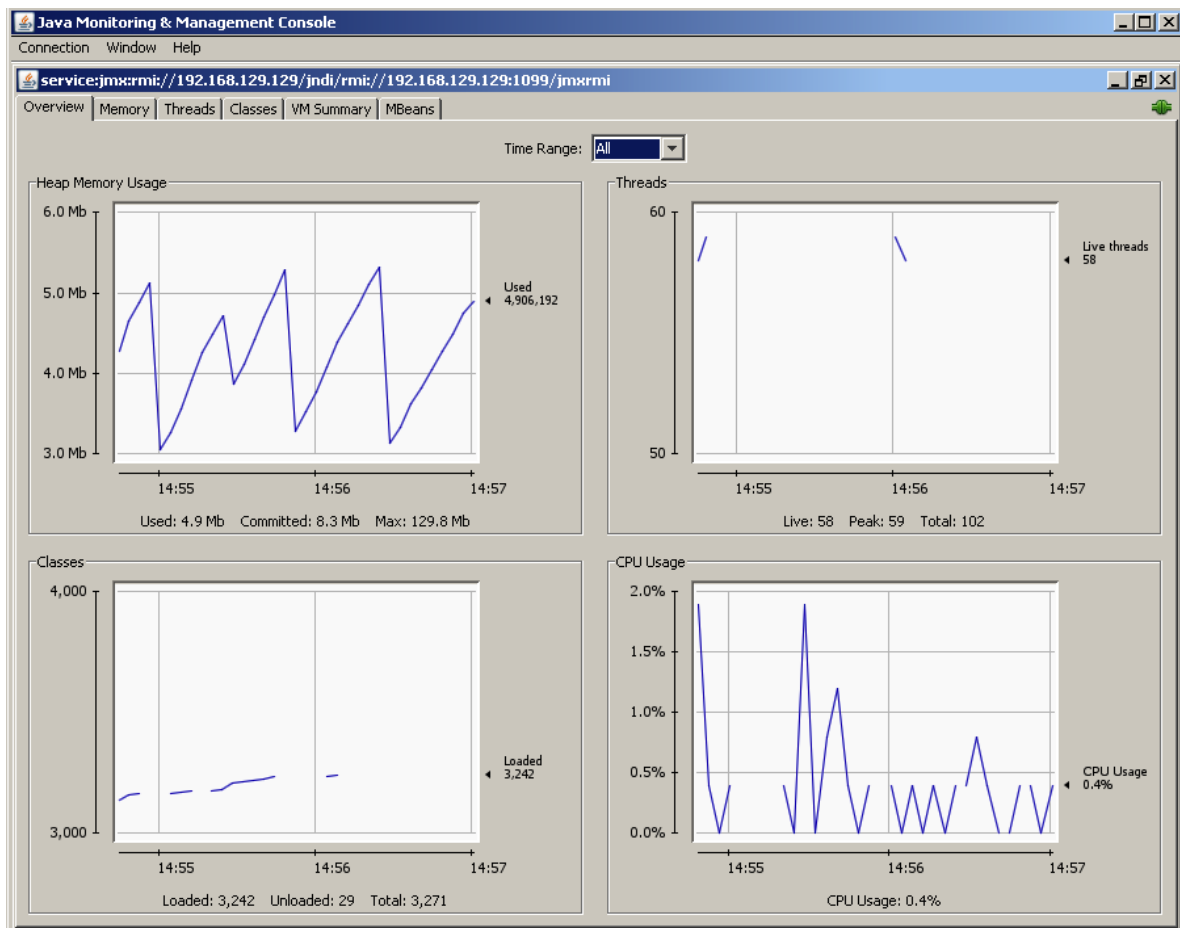 Java Monitoring & Management Console
Connection Window Help
service:jmx:rmi://192.168.129.129/jndi/rmi://192.168.129.129:1099/jmxrmi
Overview Memory Threads Classes VM Summary MBeans
Time Range: All
Heap Memory Usage
6.0 Mb
5.0 Mb
4.0 Mb
3.0 Mb
Used
4,906,192
14:55 14:56 14:57
Used: 4.9 Mb Committed: 8.3 Mb Max: 129.8 Mb
Threads
60
50
Live threads
58
14:55 14:56 14:57
Live: 58 Peak: 59 Total: 102
Classes
4,000
3,000
Loaded
3,242
14:55 14:56 14:57
Loaded: 3,242 Unloaded: 29 Total: 3,271
CPU Usage
2.0%
1.5%
1.0%
0.5%
0.0%
CPU Usage
0.4%
14:55 14:56 14:57
CPU Usage: 0.4%